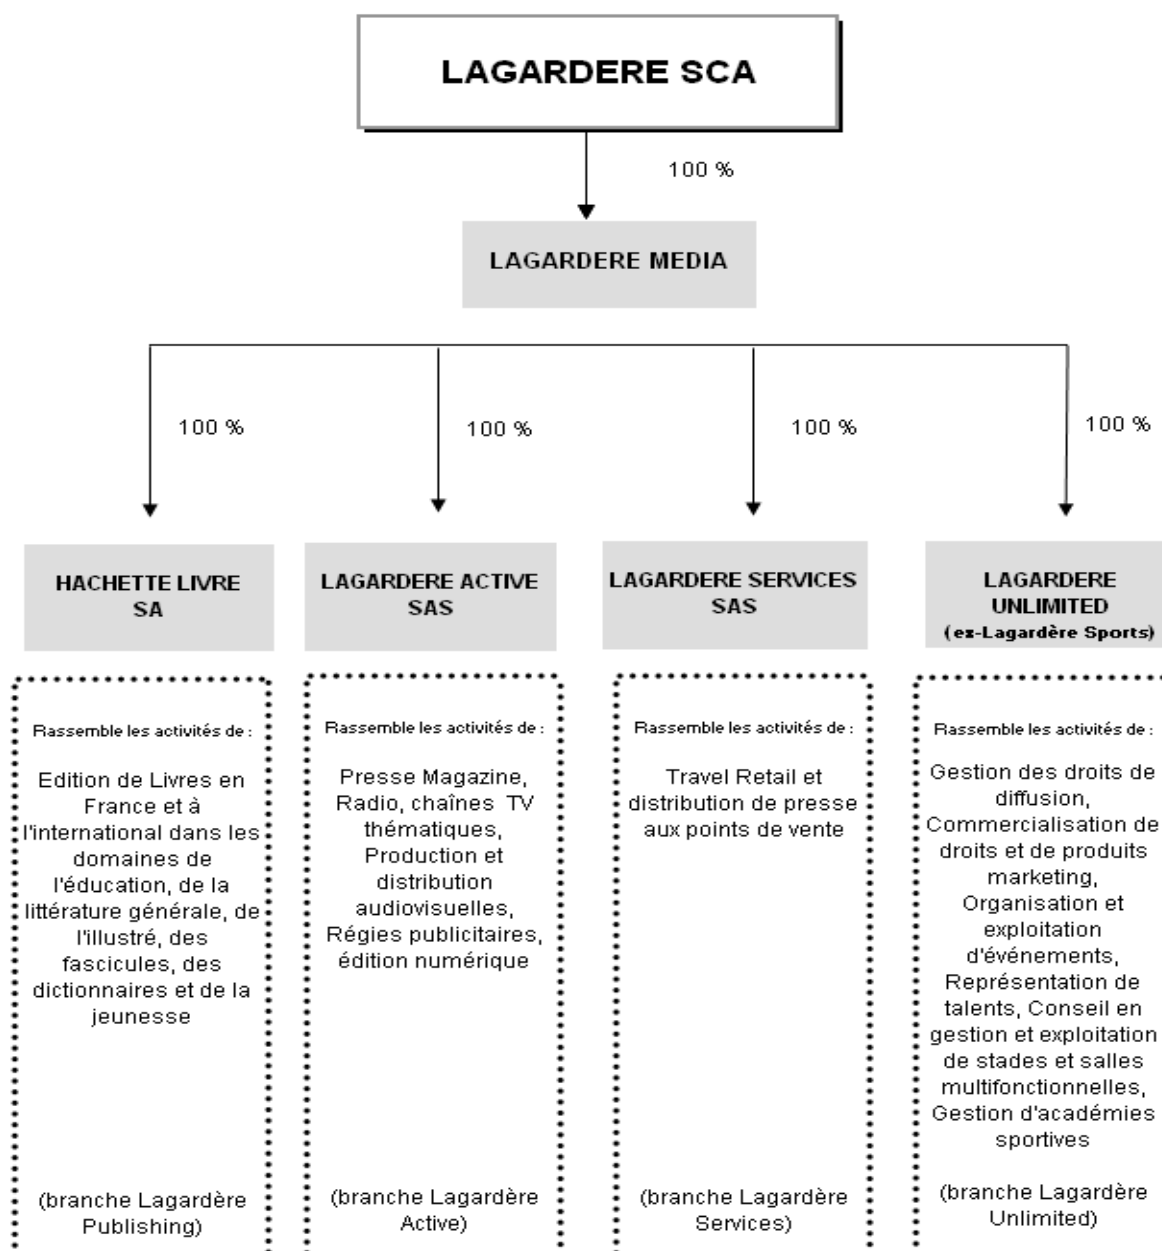 LAGARDERE SCA
100 %
LAGARDERE MEDIA
100 %
100 %
100 %
100 %
HACHETTE LIVRE
SA
LAGARDERE ACTIVE
SAS
LAGARDERE SERVICES
SAS
LAGARDERE
UNLIMITED
(ex-Lagardère Sports)
Rassemble les activités de :
Edition de Livres en
France et à
l'international dans les
domaines de
l'éducation, de la
littérature générale, de
l'illustré, des
fascicules, des
dictionnaires et de la
jeunesse
(branche Lagardère
Publishing)
Rassemble les activités de :
Presse Magazine,
Radio, chaînes TV
thématiques,
Production et
distribution
audiovisuelles,
Régies publicitaires,
édition numérique
(branche Lagardère
Active)
Rassemble les activités de :
Travel Retail et
distribution de presse
aux points de vente
(branche Lagardère
Services)
Rassemble les activités de :
Gestion des droits de
diffusion,
Commercialisation de
droits et de produits
marketing,
Organisation et
exploitation
d'événements,
Représentation de
talents, Conseil en
gestion et exploitation
de stades et salles
multifonctionnelles,
Gestion d'académies
sportives
(branche Lagardère
Unlimited)